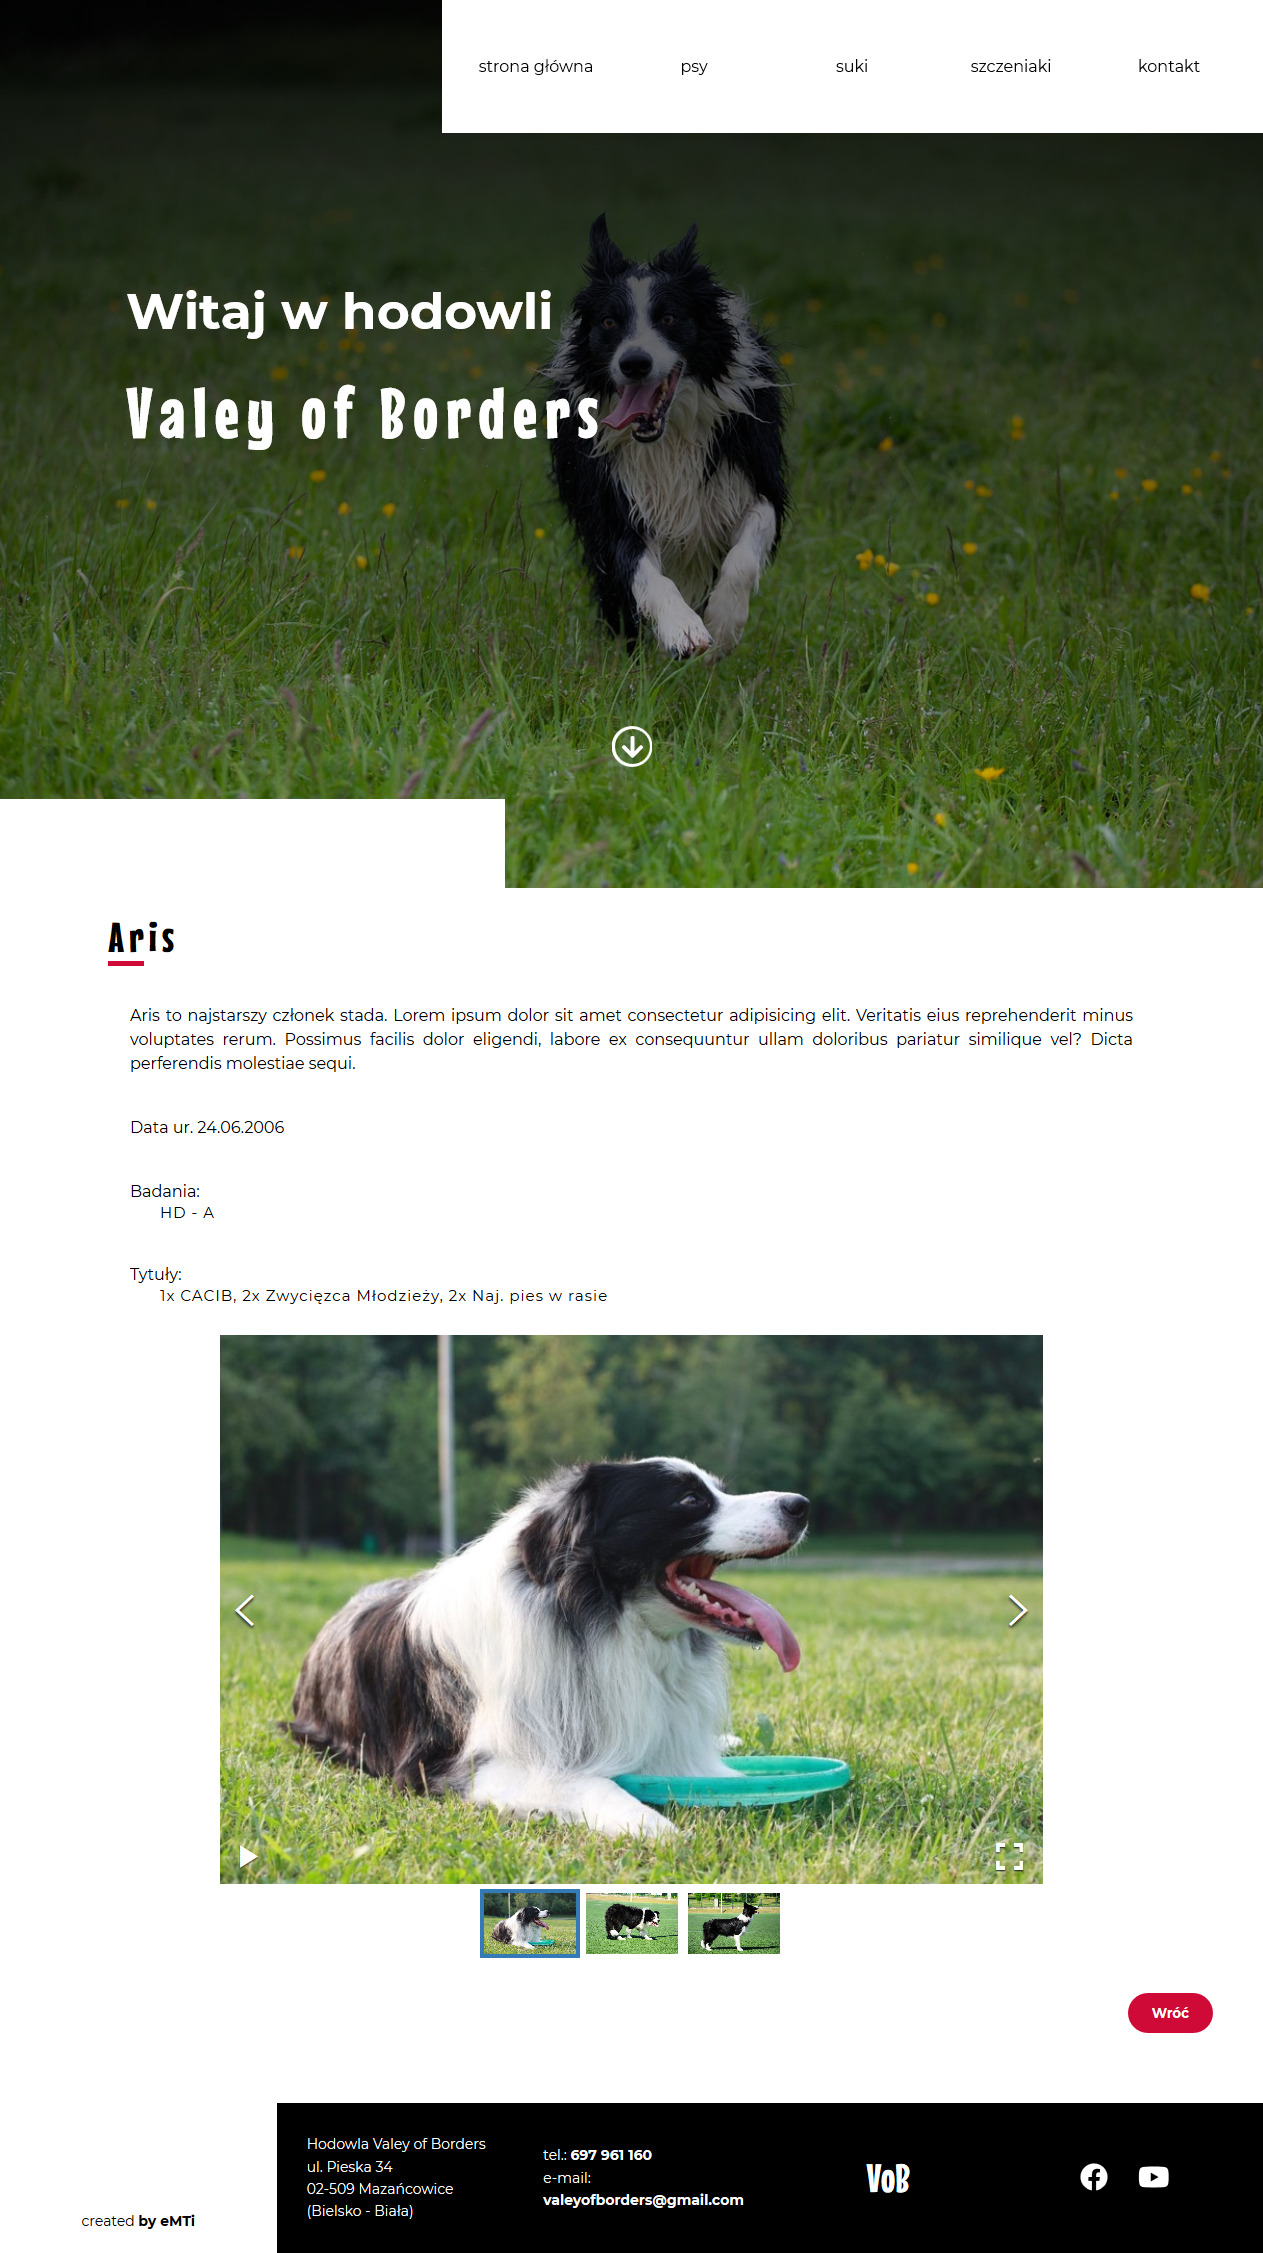 strona główna psy suki szczeniaki kontakt
Witaj w hodowli
Valey of Borders
Aris
Aris to najstarszy członek stada. Lorem ipsum dolor sit amet consectetur adipisicing elit. Veritatis eius reprehenderit minus
voluptates rerum. Possimus facilis dolor eligendi, labore ex consequuntur ullam doloribus pariatur similique vel? Dicta
perferendis molestiae sequi.
Data ur. 24.06.2006
Badania:
HD - A
Tytuły:
1x CACIB, 2x Zwycięzca Młodzieży, 2x Naj. pies w rasie
Wróć
Hodowla Valey of Borders
ul. Pieska 34
02-509 Mazańcowice
(Bielsko - Biała)
tel.: 697 961 160
e-mail:
valeyofborders@gmail.com
VoB
created by eMTi